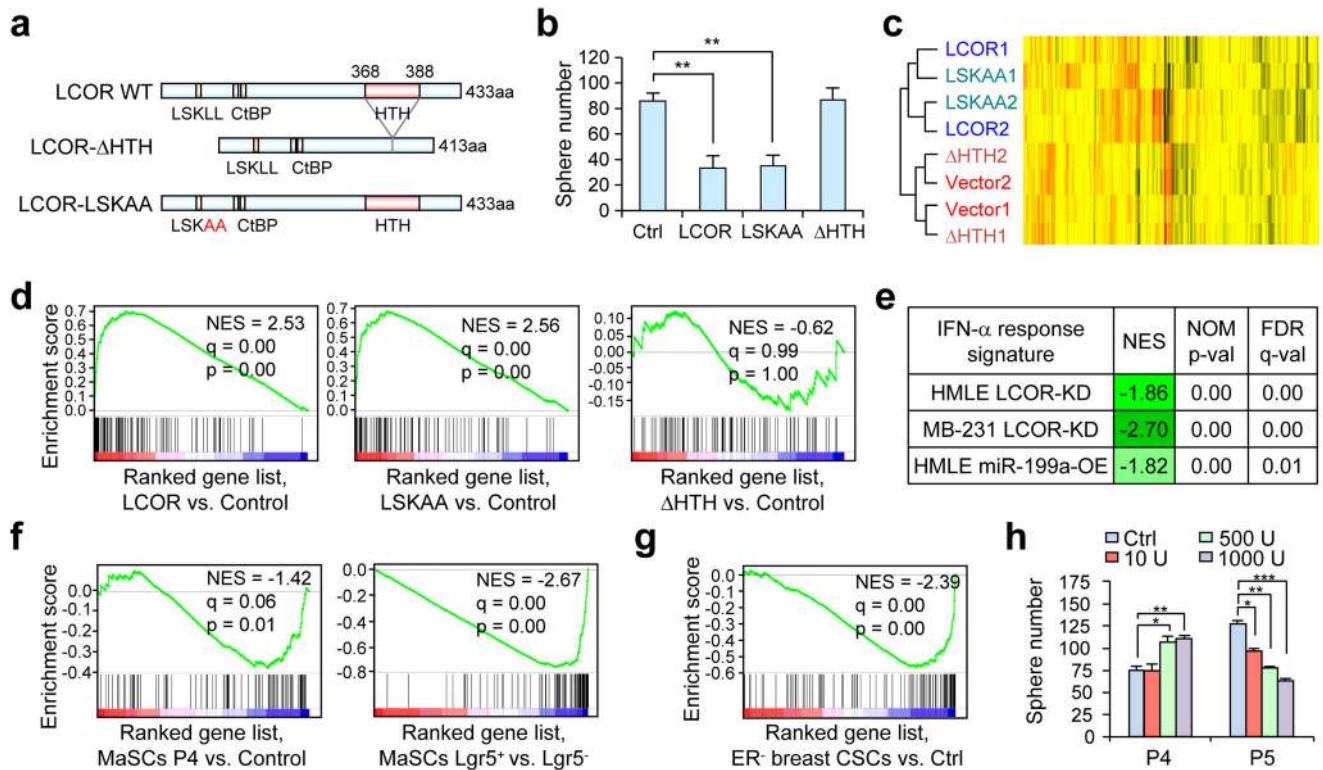 a
368 388
LCOR WT
433aa
LSKLL CtBP HTH
LCOR-ΔHTH
413aa
LSKLL CtBP
LCOR-LSKAA
433aa
LSKAA CtBP HTH
b
Sphere number
120
100
80
60
40
20
0
**
**
Ctrl LCOR LSKAA ΔHTH
c
LCOR1
LSKAA1
LSKAA2
LCOR2
ΔHTH2
Vector2
Vector1
ΔHTH1
d
Enrichment score
0.7
0.6
0.5
0.4
0.3
0.2
0.1
0.0
NES = 2.53
q = 0.00
p = 0.00
Ranked gene list,
LCOR vs. Control
0.7
0.6
0.5
0.4
0.3
0.2
0.1
0.0
NES = 2.56
q = 0.00
p = 0.00
Ranked gene list,
LSKAA vs. Control
0.10
0.05
0.00
-0.05
-0.10
-0.15
NES = -0.62
q = 0.99
p = 1.00
Ranked gene list,
ΔHTH vs. Control
e
IFN-α response signature NES NOM p-val FDR q-val
HMLE LCOR-KD -1.86 0.00 0.00
MB-231 LCOR-KD -2.70 0.00 0.00
HMLE miR-199a-OE -1.82 0.00 0.01
f
Enrichment score
0.0
-0.1
-0.2
-0.3
-0.4
NES = -1.42
q = 0.06
p = 0.01
Ranked gene list,
MaSCs P4 vs. Control
0.0
-0.2
-0.4
-0.6
-0.8
NES = -2.67
q = 0.00
p = 0.00
Ranked gene list,
MaSCs Lgr5⁺ vs. Lgr5⁻
g
Enrichment score
0.0
-0.1
-0.2
-0.3
-0.4
-0.5
-0.6
NES = -2.39
q = 0.00
p = 0.00
Ranked gene list,
ER⁻ breast CSCs vs. Ctrl
h
Ctrl 500 U
10 U 1000 U
Sphere number
175
150
125
100
75
50
25
0
**
*
***
**
*
P4 P5